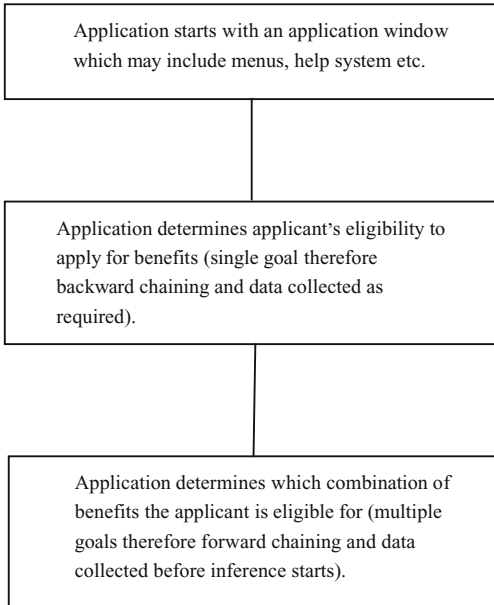 Application starts with an application window
which may include menus, help system etc.
Application determines applicant's eligibility to
apply for benefits (single goal therefore
backward chaining and data collected as
required).
Application determines which combination of
benefits the applicant is eligible for (multiple
goals therefore forward chaining and data
collected before inference starts).